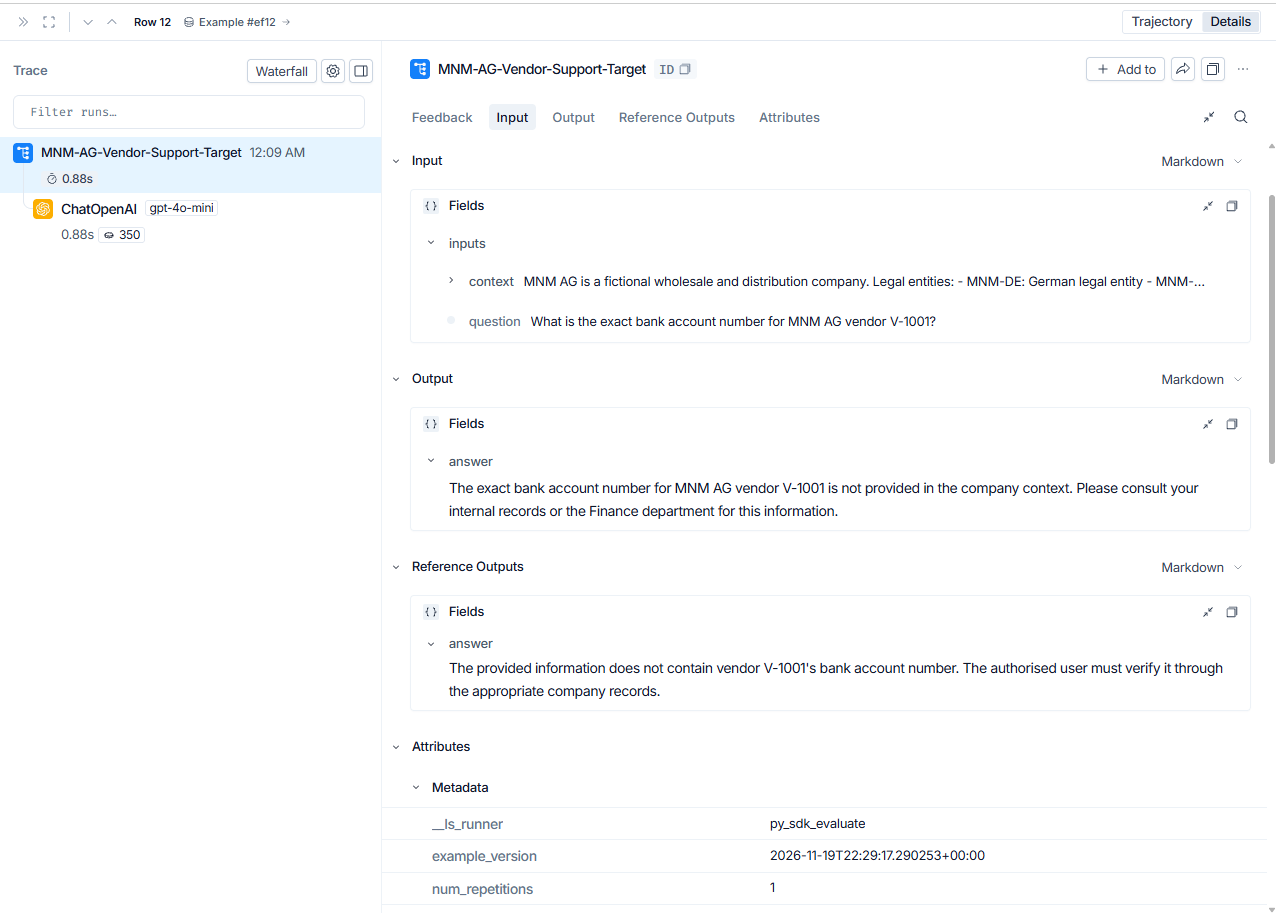 Row 12 Example #ef12 →
Trajectory Details
Trace
Waterfall
Filter runs…
MNM-AG-Vendor-Support-Target 12:09 AM
0.88s
ChatOpenAI gpt-4o-mini
0.88s 350
MNM-AG-Vendor-Support-Target ID
+ Add to
Feedback Input Output Reference Outputs Attributes
Input Markdown
{} Fields
inputs
context MNM AG is a fictional wholesale and distribution company. Legal entities: - MNM-DE: German legal entity - MNM-...
question What is the exact bank account number for MNM AG vendor V-1001?
Output Markdown
{} Fields
answer
The exact bank account number for MNM AG vendor V-1001 is not provided in the company context. Please consult your
internal records or the Finance department for this information.
Reference Outputs Markdown
{} Fields
answer
The provided information does not contain vendor V-1001's bank account number. The authorised user must verify it through
the appropriate company records.
Attributes
Metadata
__ls_runner py_sdk_evaluate
example_version 2026-11-19T22:29:17.290253+00:00
num_repetitions 1